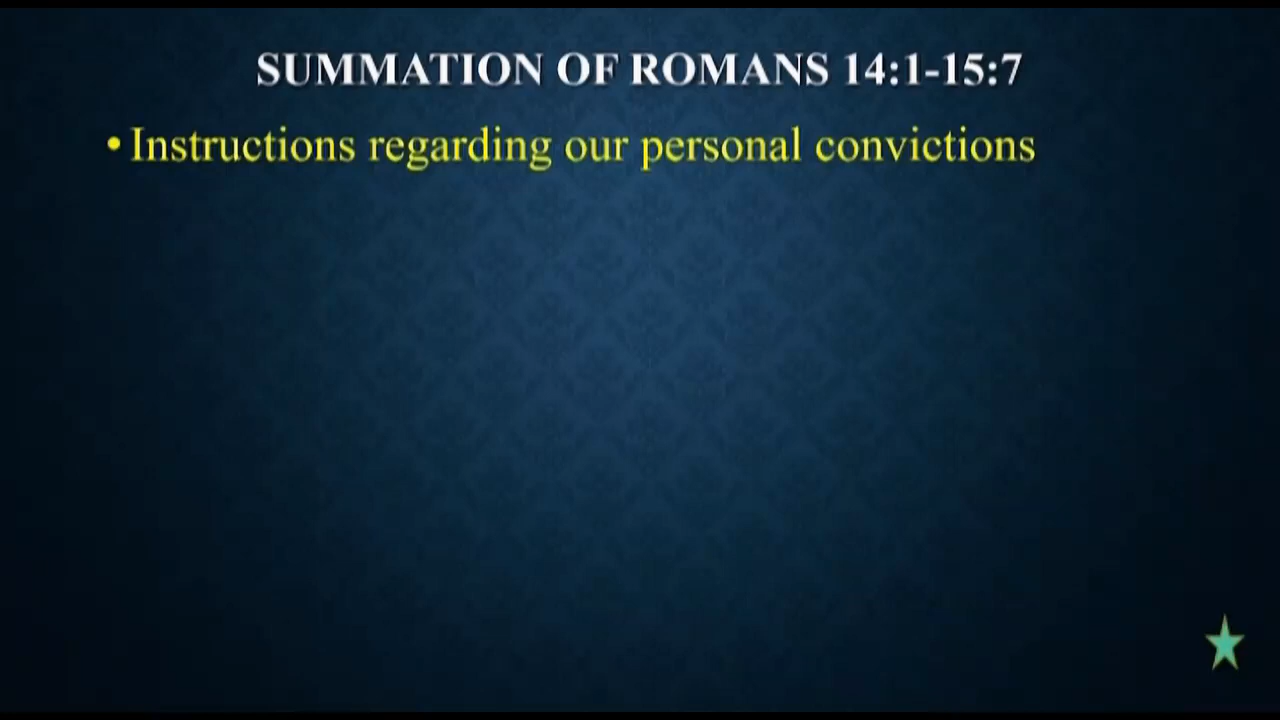 SUMMATION OF ROMANS 14:1-15:7
• Instructions regarding our personal convictions